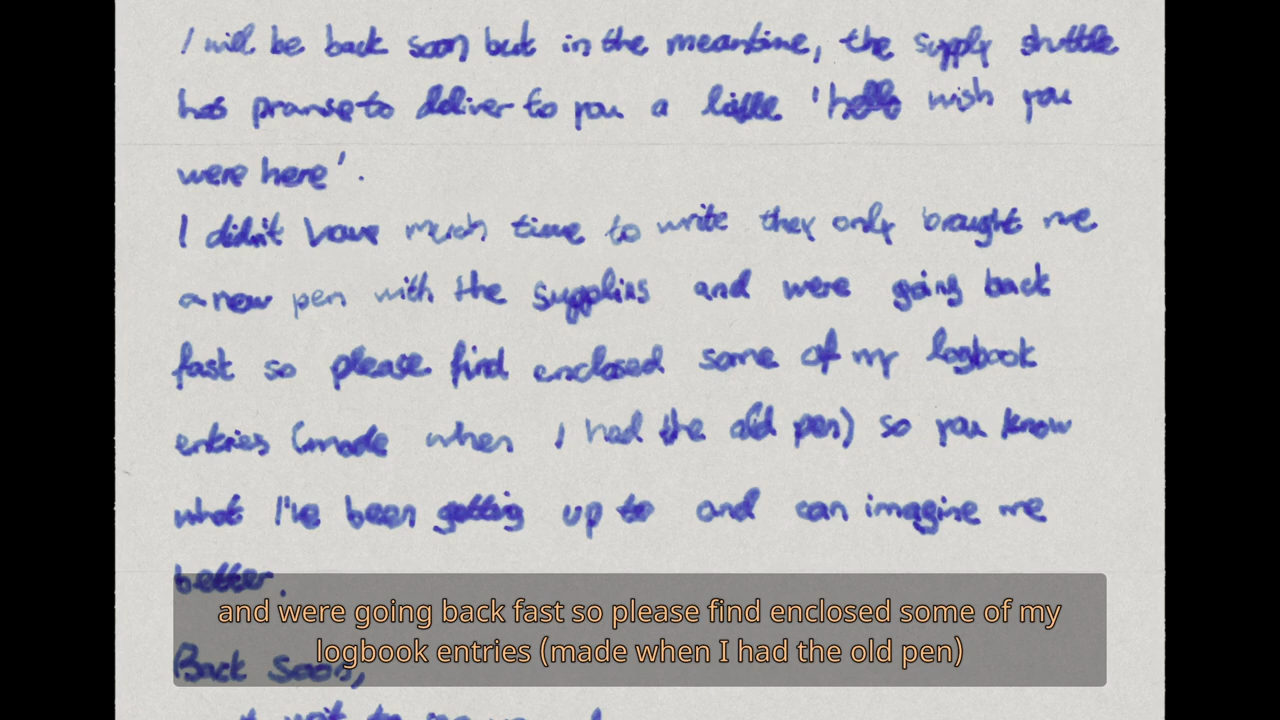 I will be back soon but in the meantime, the supply shuttle
has promise to deliver to you a little 'hello wish you
were here'.
I didn't have much time to write they only brought me
a new pen with the supplies and were going back
fast so please find enclosed some of my logbook
entries (made when I had the old pen) so you know
what I've been getting up to and can imagine me
better.
and were going back fast so please find enclosed some of my
logbook entries (made when I had the old pen)
Back soon,